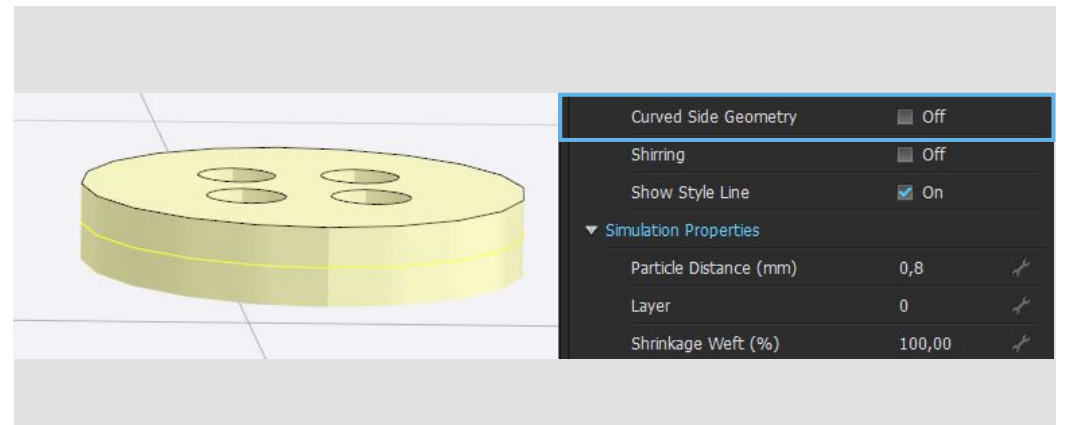 Curved Side Geometry Off
Shirring Off
Show Style Line On
Simulation Properties
Particle Distance (mm) 0,8
Layer 0
Shrinkage Weft (%) 100,00